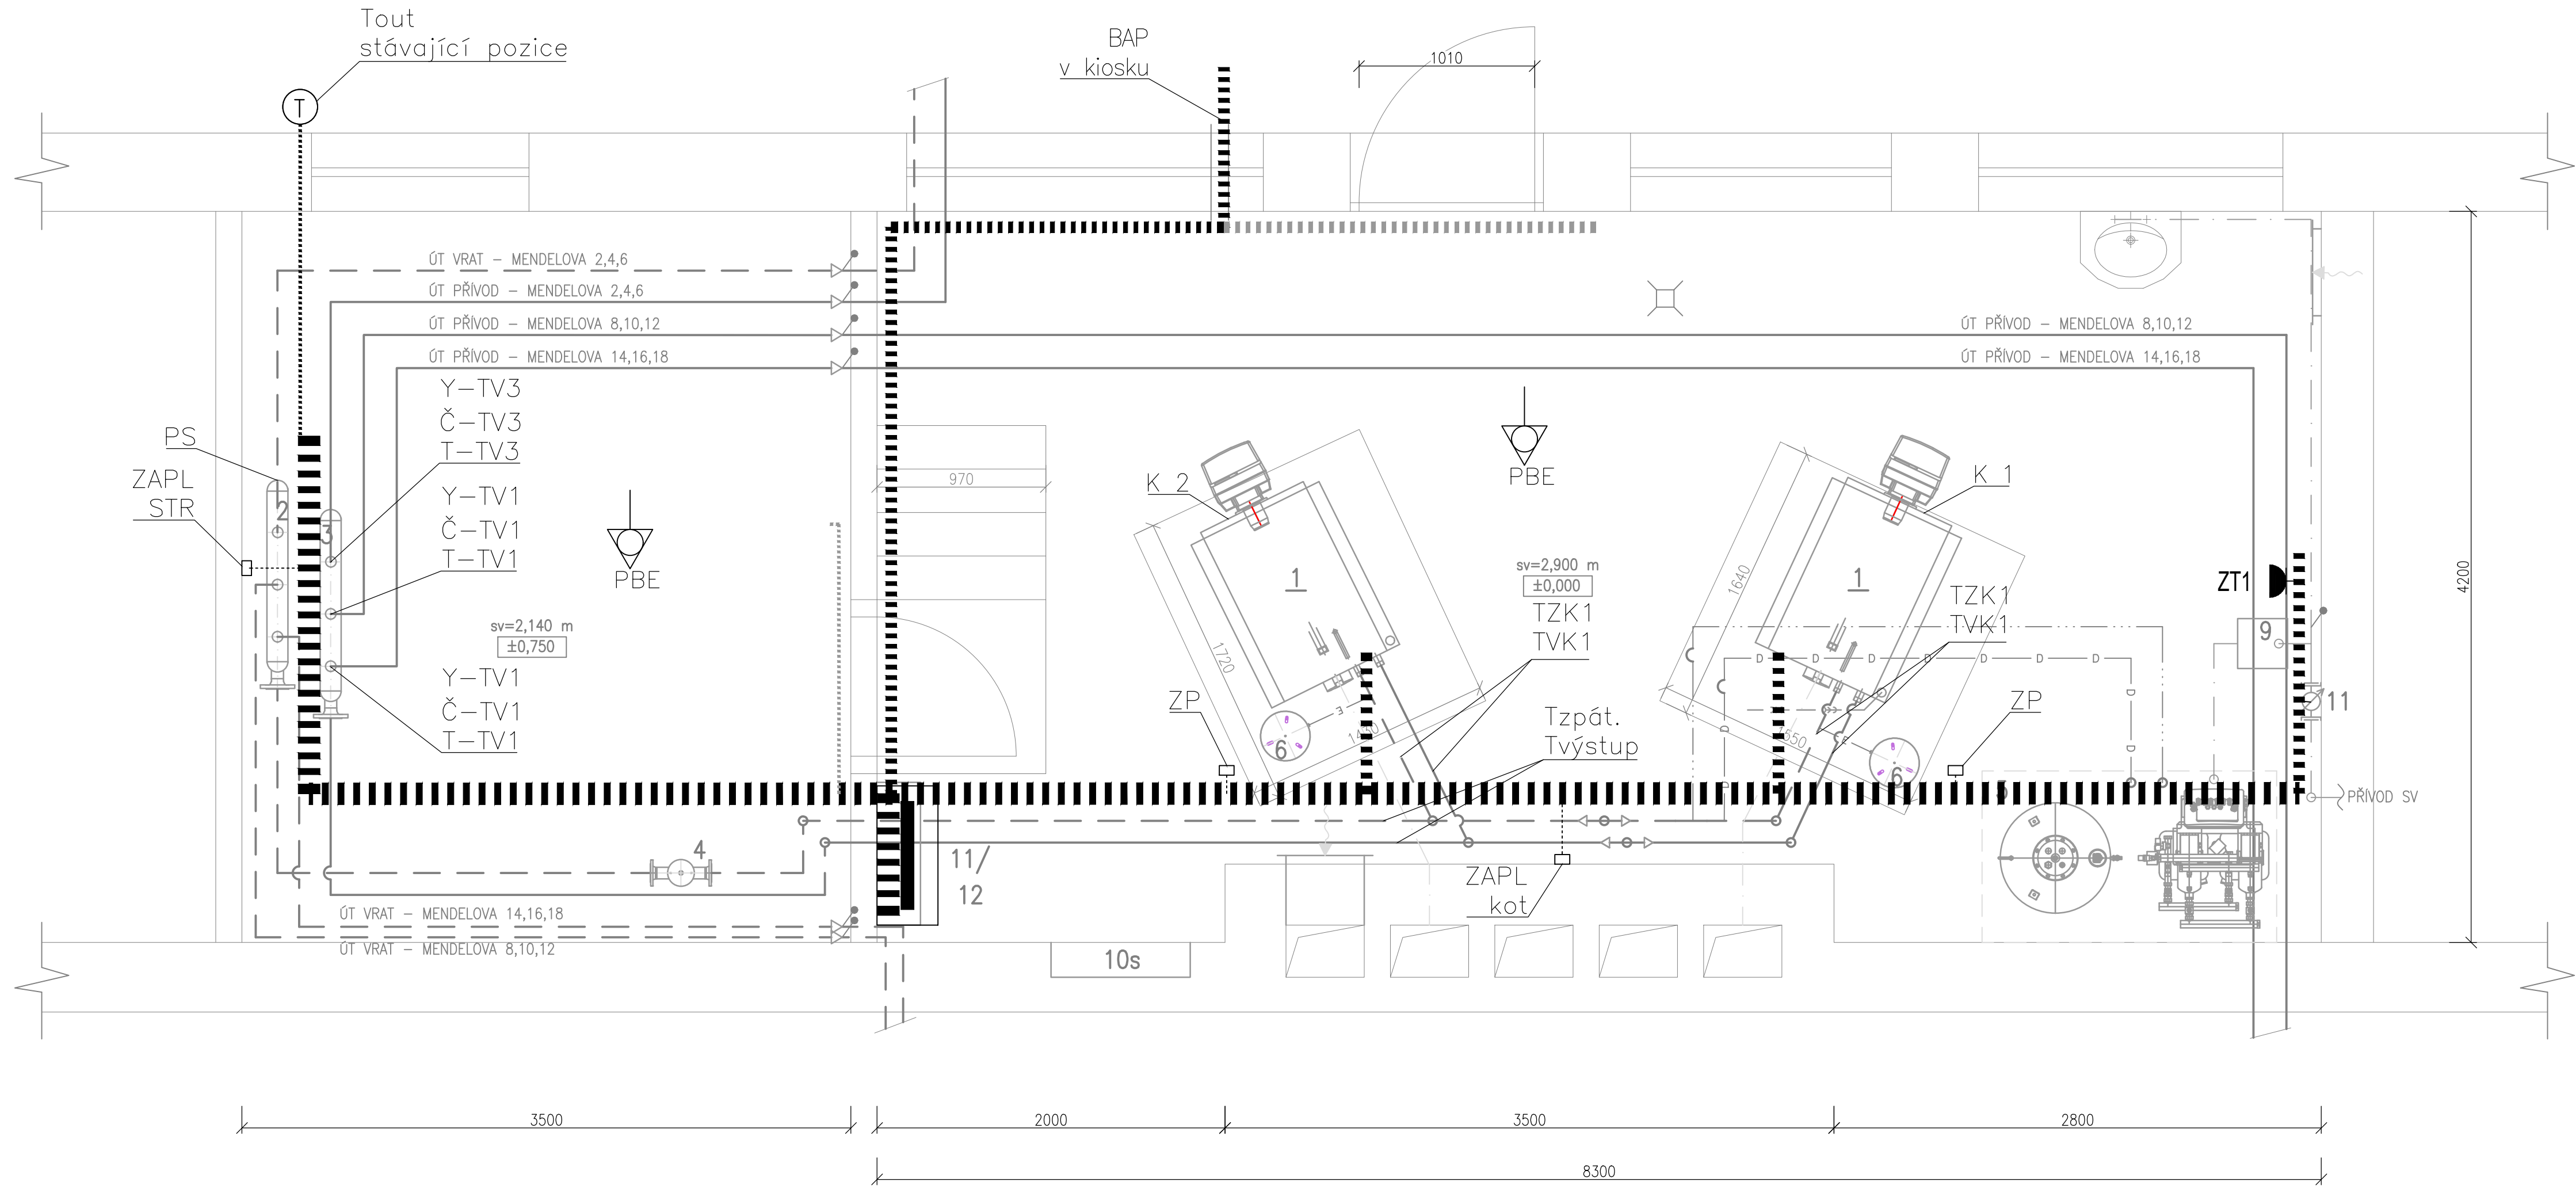 Tout
stávající pozice
T
BAP
v kiosku
1010
ÚT VRAT – MENDELOVA 2,4,6
ÚT PŘÍVOD – MENDELOVA 2,4,6
ÚT PŘÍVOD – MENDELOVA 8,10,12
ÚT PŘÍVOD – MENDELOVA 14,16,18
ÚT PŘÍVOD – MENDELOVA 8,10,12
ÚT PŘÍVOD – MENDELOVA 14,16,18
Y–TV3
Č–TV3
T–TV3
PS
ZAPL
STR
2
3
Y–TV1
Č–TV1
T–TV1
PBE
sv=2,140 m
±0,750
Y–TV1
Č–TV1
T–TV1
970
K 2
1
1720
1430
6
ZP
PBE
sv=2,900 m
±0,000
TZK1
TVK1
Tzpát.
Tvýstup
K 1
1
1640
1550
6
TZK1
TVK1
ZP
D D D D D D D
D
D
D
D
ZT1
9
11
4200
5
PŘÍVOD SV
4
11/
12
ZAPL
kot
10s
ÚT VRAT – MENDELOVA 14,16,18
ÚT VRAT – MENDELOVA 8,10,12
3500
2000
3500
2800
8300